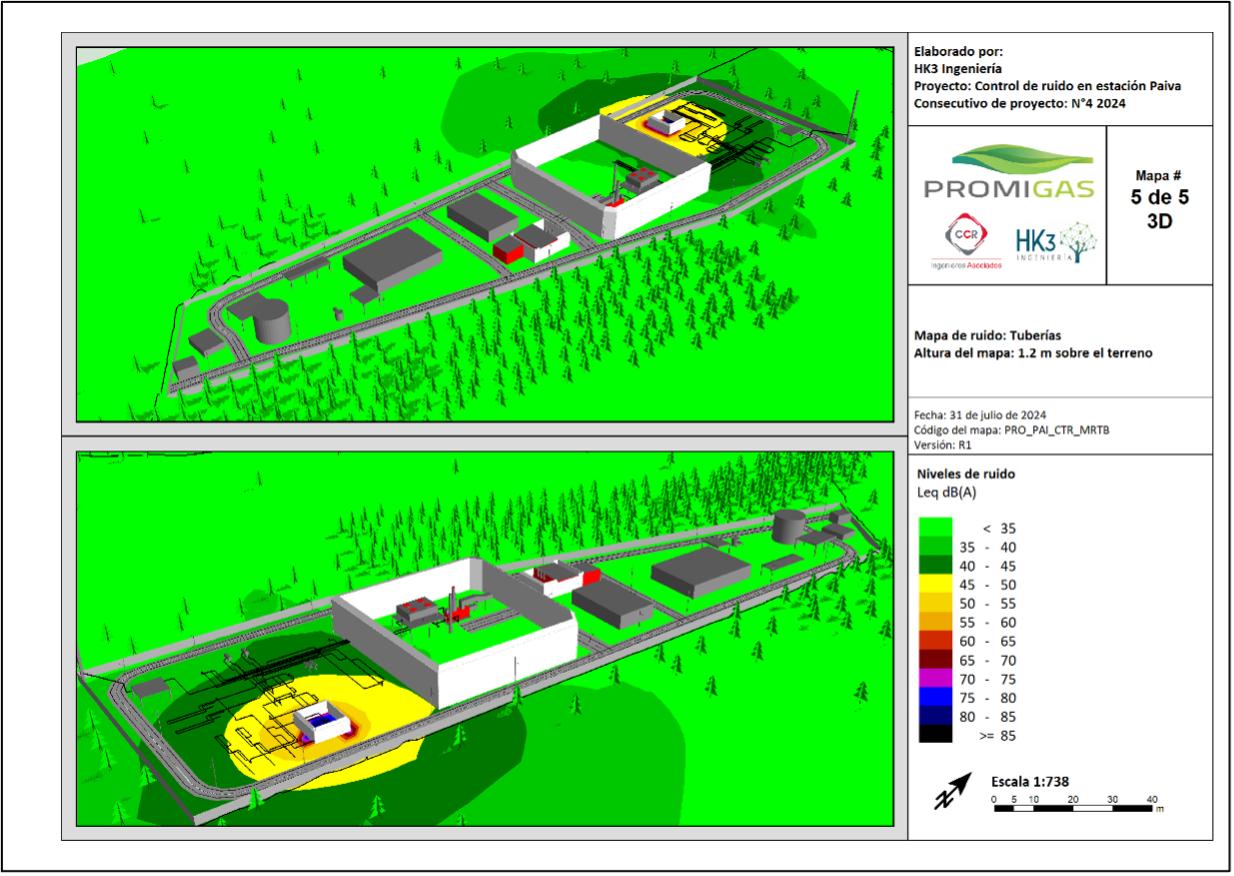 Elaborado por:
HK3 Ingeniería
Proyecto: Control de ruido en estación Paiva
Consecutivo de proyecto: N°4 2024
PROMIGAS
CCR
Ingenieros Asociados
HK3
INGENIERÍA
Mapa #
5 de 5
3D
Mapa de ruido: Tuberías
Altura del mapa: 1.2 m sobre el terreno
Fecha: 31 de julio de 2024
Código del mapa: PRO_PAI_CTR_MRTB
Versión: R1
Niveles de ruido
Leq dB(A)
< 35
35 - 40
40 - 45
45 - 50
50 - 55
55 - 60
60 - 65
65 - 70
70 - 75
75 - 80
80 - 85
>= 85
N
Escala 1:738
0 5 10 20 30 40
m